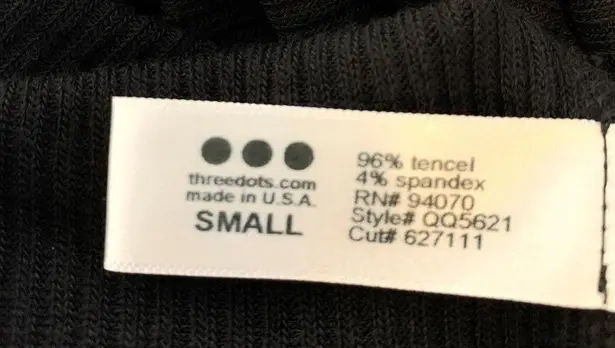 threedots.com
made in U.S.A.
SMALL
96% tencel
4% spandex
RN# 94070
Style# QQ5621
Cut# 627111